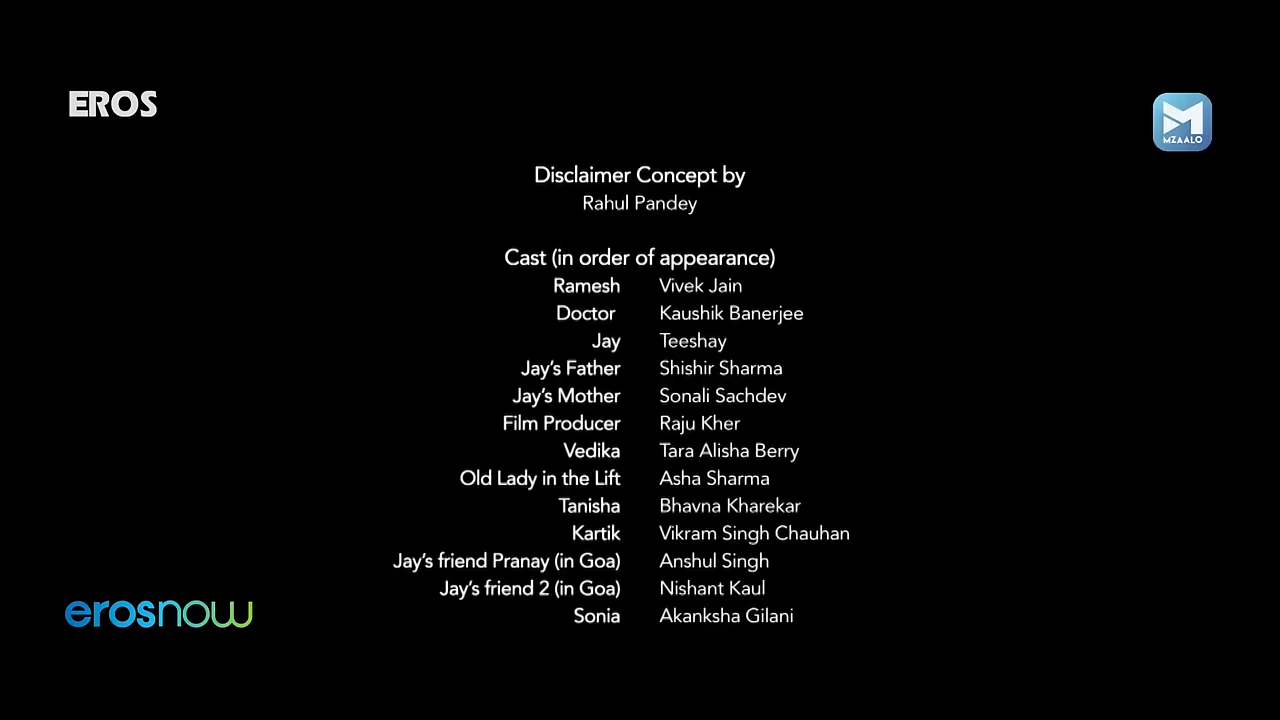 EROS
MZAALO
Disclaimer Concept by
Rahul Pandey
Cast (in order of appearance)
Ramesh Vivek Jain
Doctor Kaushik Banerjee
Jay Teeshay
Jay's Father Shishir Sharma
Jay's Mother Sonali Sachdev
Film Producer Raju Kher
Vedika Tara Alisha Berry
Old Lady in the Lift Asha Sharma
Tanisha Bhavna Kharekar
Kartik Vikram Singh Chauhan
Jay's friend Pranay (in Goa) Anshul Singh
Jay's friend 2 (in Goa) Nishant Kaul
Sonia Akanksha Gilani
erosnow